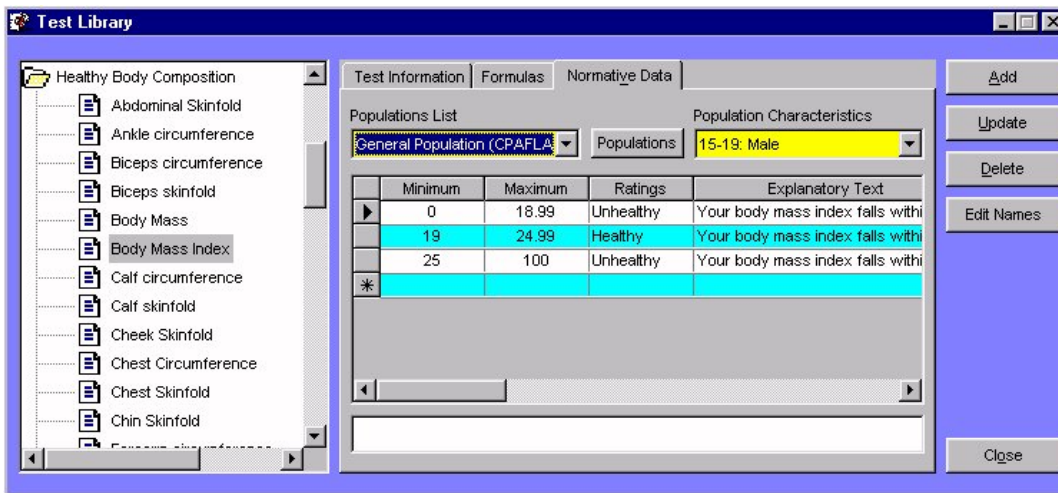 Test Library
Healthy Body Composition
Abdominal Skinfold
Ankle circumference
Biceps circumference
Biceps skinfold
Body Mass
Body Mass Index
Calf circumference
Calf skinfold
Cheek Skinfold
Chest Circumference
Chest Skinfold
Chin Skinfold
Test Information Formulas Normative Data
Populations List Population Characteristics
General Population (CPAFLA Populations 15-19: Male
Minimum Maximum Ratings Explanatory Text
0 18.99 Unhealthy Your body mass index falls withi
19 24.99 Healthy Your body mass index falls withi
25 100 Unhealthy Your body mass index falls withi
Add
Update
Delete
Edit Names
Close